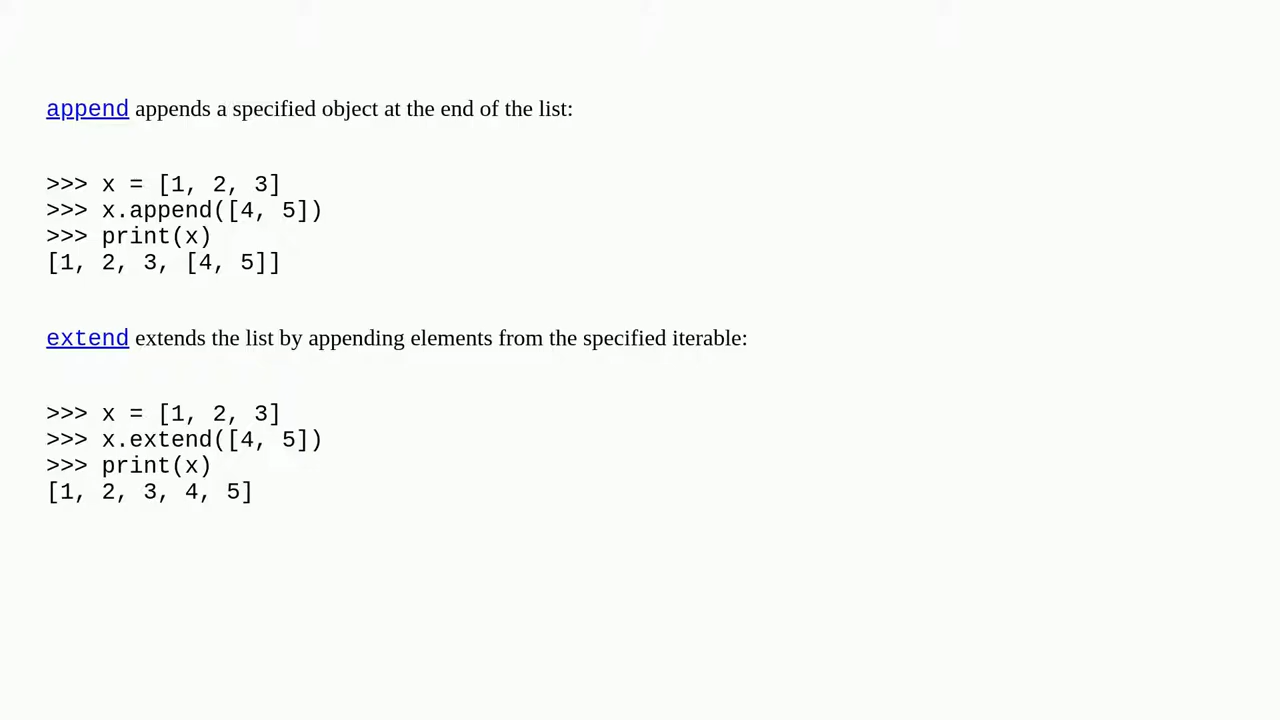 append appends a specified object at the end of the list:
>>> x = [1, 2, 3]
>>> x.append([4, 5])
>>> print(x)
[1, 2, 3, [4, 5]]
extend extends the list by appending elements from the specified iterable:
>>> x = [1, 2, 3]
>>> x.extend([4, 5])
>>> print(x)
[1, 2, 3, 4, 5]